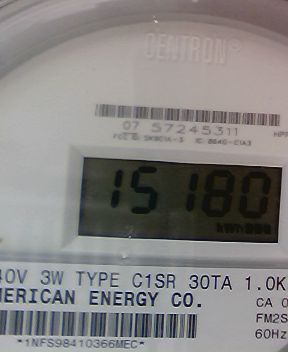 CENTRON®
07 57245311
15180
40V 3W TYPE C1SR 30TA 1.0K
MERICAN ENERGY CO.
CA 0
FM2S
60Hz
*1NFS98410366MEC*